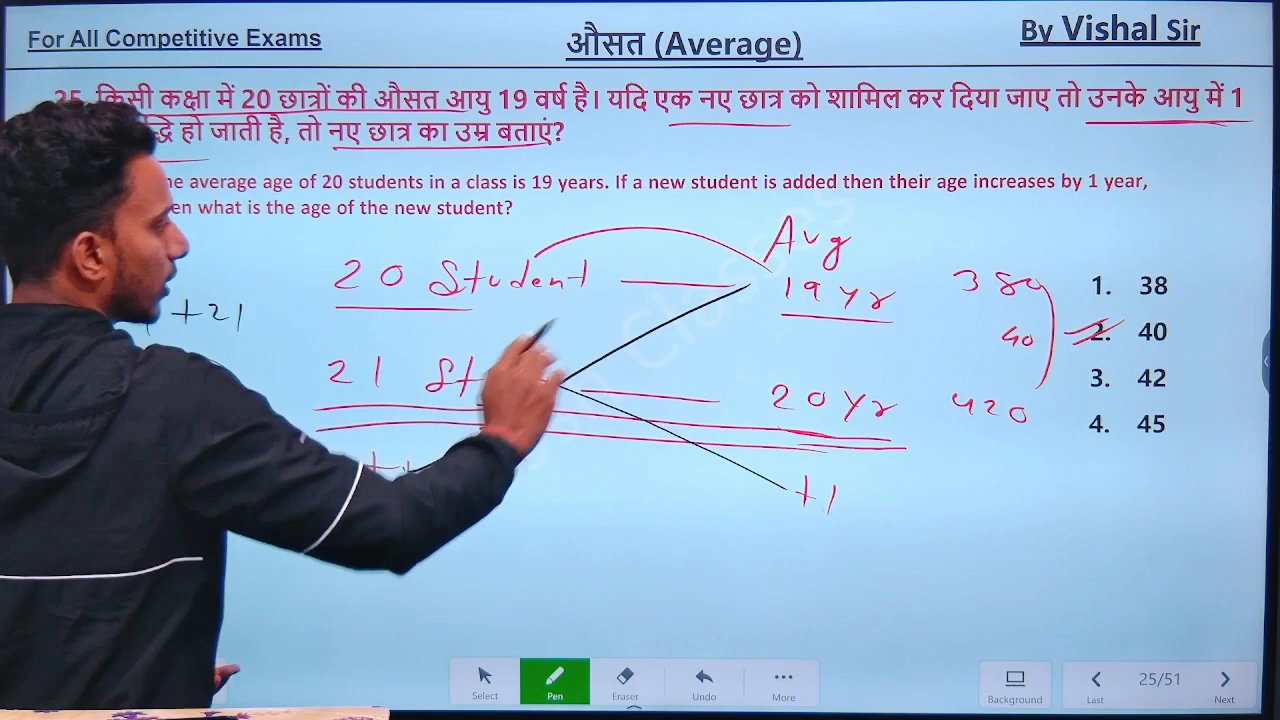 For All Competitive Exams
औसत (Average)
By Vishal Sir
25. किसी कक्षा में 20 छात्रों की औसत आयु 19 वर्ष है। यदि एक नए छात्र को शामिल कर दिया जाए तो उनके आयु में 1
हो जाती है, तो नए छात्र का उम्र बताएं?
average age of 20 students in a class is 19 years. If a new student is added then their age increases by 1 year,
what is the age of the new student?
Avg
20 Student 19 yr 380
+21
40
21 St 20 yr 420
+1
1. 38
2. 40
3. 42
4. 45
Classes
Select
Pen
Eraser
Undo
More
Background
Last
25/51
Next